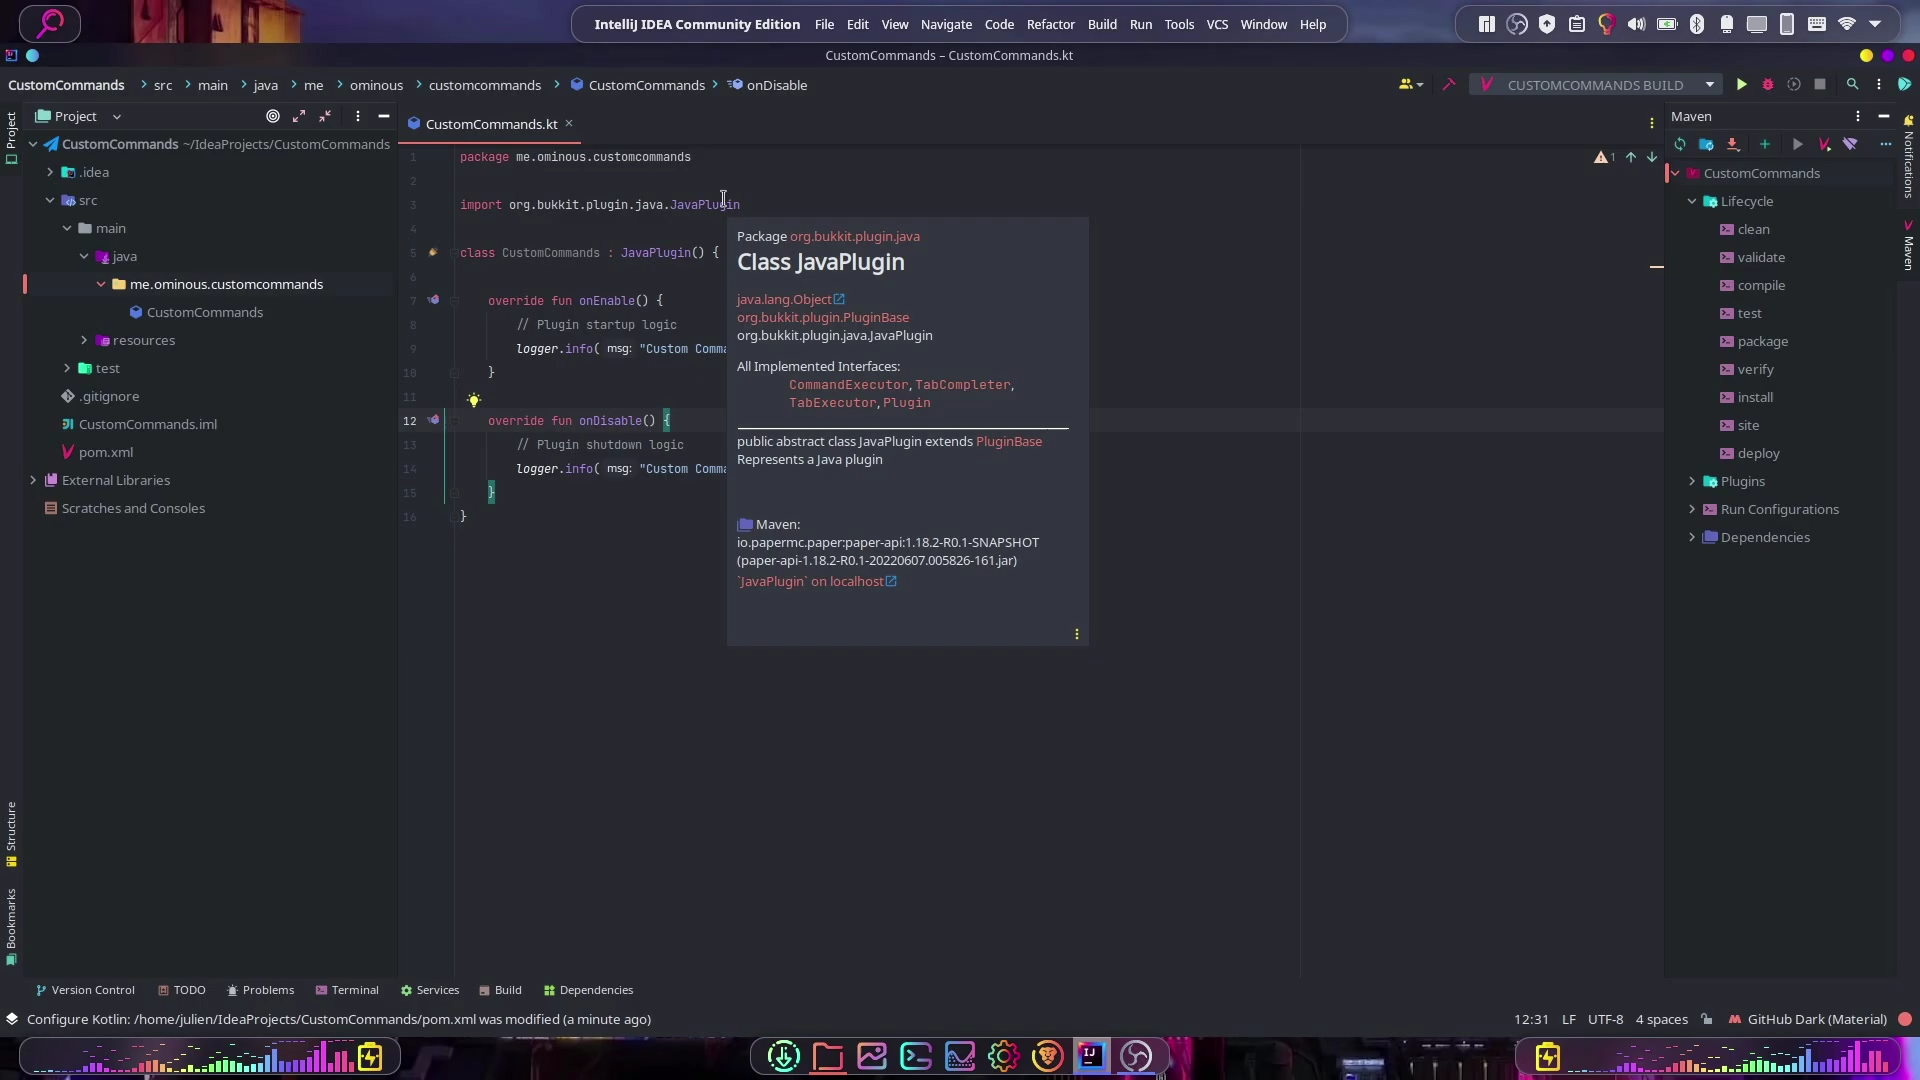 IntelliJ IDEA Community Edition File Edit View Navigate Code Refactor Build Run Tools VCS Window Help
CustomCommands – CustomCommands.kt
CustomCommands src main java me ominous customcommands CustomCommands onDisable
CUSTOMCOMMANDS BUILD
Project
Project
CustomCommands ~/IdeaProjects/CustomCommands
.idea
src
main
java
me.ominous.customcommands
CustomCommands
resources
test
.gitignore
CustomCommands.iml
pom.xml
External Libraries
Scratches and Consoles
Structure
Bookmarks
CustomCommands.kt
1 package me.ominous.customcommands
2
3 import org.bukkit.plugin.java.JavaPlugin
4
5 class CustomCommands : JavaPlugin() {
6
7 override fun onEnable() {
8 // Plugin startup logic
9 logger.info( msg: "Custom Comma
10 }
11
12 override fun onDisable() {
13 // Plugin shutdown logic
14 logger.info( msg: "Custom Comma
15 }
16 }
1
Package org.bukkit.plugin.java
Class JavaPlugin
java.lang.Object
org.bukkit.plugin.PluginBase
org.bukkit.plugin.java.JavaPlugin
All Implemented Interfaces:
CommandExecutor, TabCompleter,
TabExecutor, Plugin
public abstract class JavaPlugin extends PluginBase
Represents a Java plugin
Maven:
io.papermc.paper:paper-api:1.18.2-R0.1-SNAPSHOT
(paper-api-1.18.2-R0.1-20220607.005826-161.jar)
`JavaPlugin` on localhost
Maven
CustomCommands
Lifecycle
clean
validate
compile
test
package
verify
install
site
deploy
Plugins
Run Configurations
Dependencies
Notifications
Maven
Version Control TODO Problems Terminal Services Build Dependencies
Configure Kotlin: /home/julien/IdeaProjects/CustomCommands/pom.xml was modified (a minute ago)
12:31 LF UTF-8 4 spaces GitHub Dark (Material)
IJ